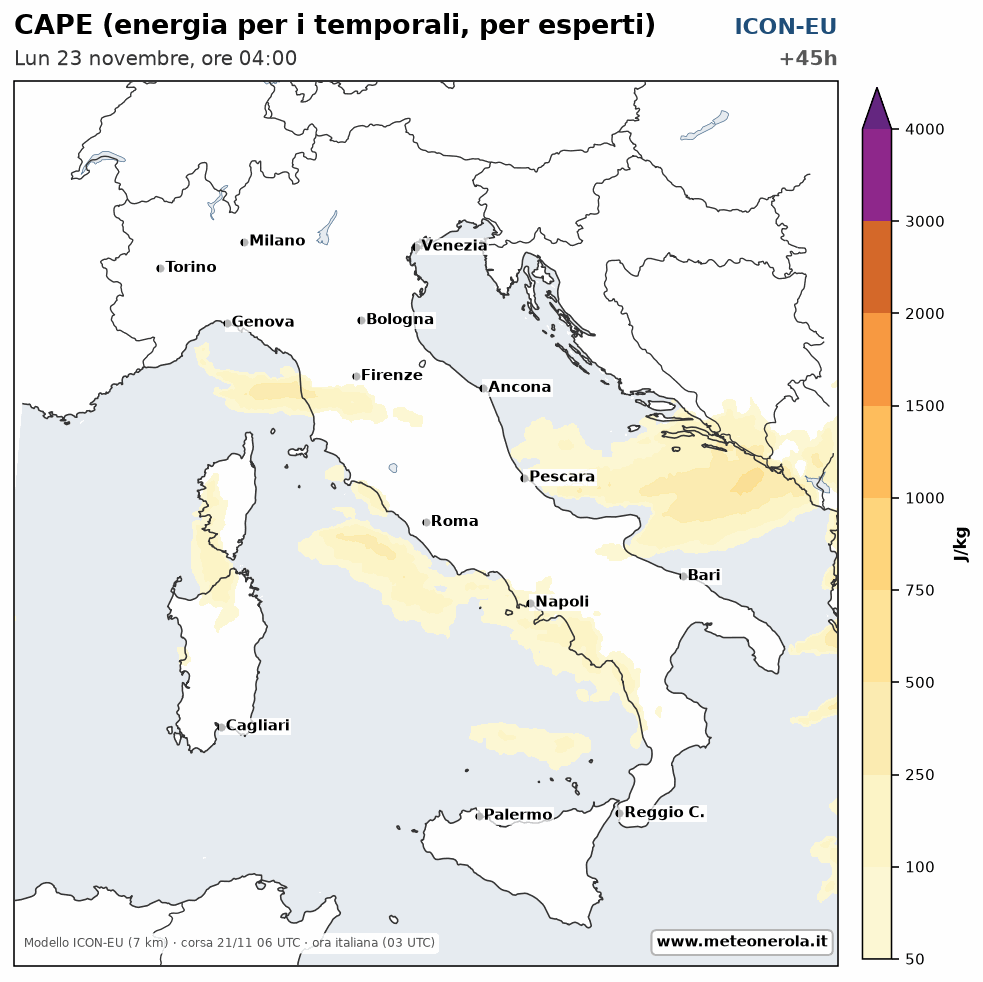 CAPE (energia per i temporali, per esperti)
ICON-EU
Lun 23 novembre, ore 04:00
+45h
4000
3000
2000
1500
1000
750
500
250
100
50
J/kg
Milano
Venezia
Torino
Genova
Bologna
Firenze
Ancona
Pescara
Roma
Bari
Napoli
Cagliari
Palermo
Reggio C.
Modello ICON-EU (7 km) · corsa 21/11 06 UTC · ora italiana (03 UTC)
www.meteonerola.it